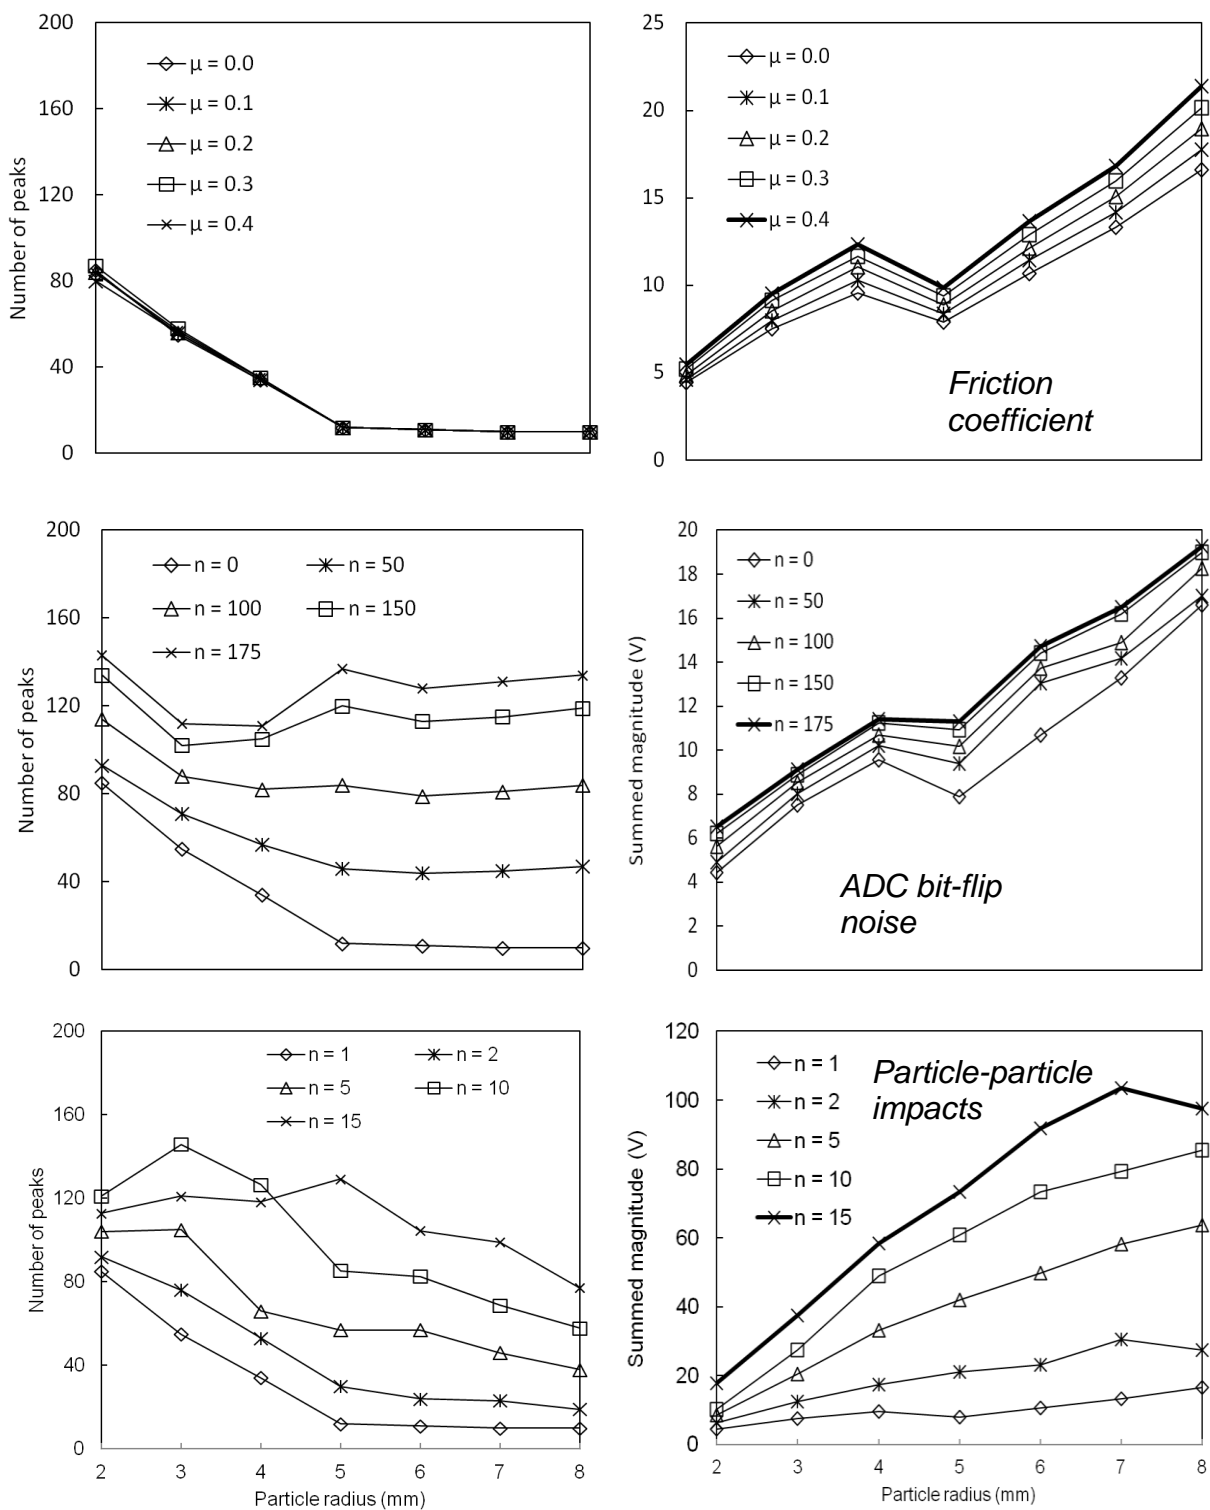 200
160
120
80
40
0
Number of peaks
μ = 0.0
μ = 0.1
μ = 0.2
μ = 0.3
μ = 0.4
25
20
15
10
5
0
μ = 0.0
μ = 0.1
μ = 0.2
μ = 0.3
μ = 0.4
Friction
coefficient
200
160
120
80
40
0
Number of peaks
n = 0 n = 50
n = 100 n = 150
n = 175
20
18
16
14
12
10
8
6
4
2
0
Summed magnitude (V)
n = 0
n = 50
n = 100
n = 150
n = 175
ADC bit-flip
noise
200
160
120
80
40
0
Number of peaks
n = 1 n = 2
n = 5 n = 10
n = 15
2 3 4 5 6 7 8
Particle radius (mm)
120
100
80
60
40
20
0
Summed magnitude (V)
n = 1
n = 2
n = 5
n = 10
n = 15
Particle-particle
impacts
2 3 4 5 6 7 8
Particle radius (mm)